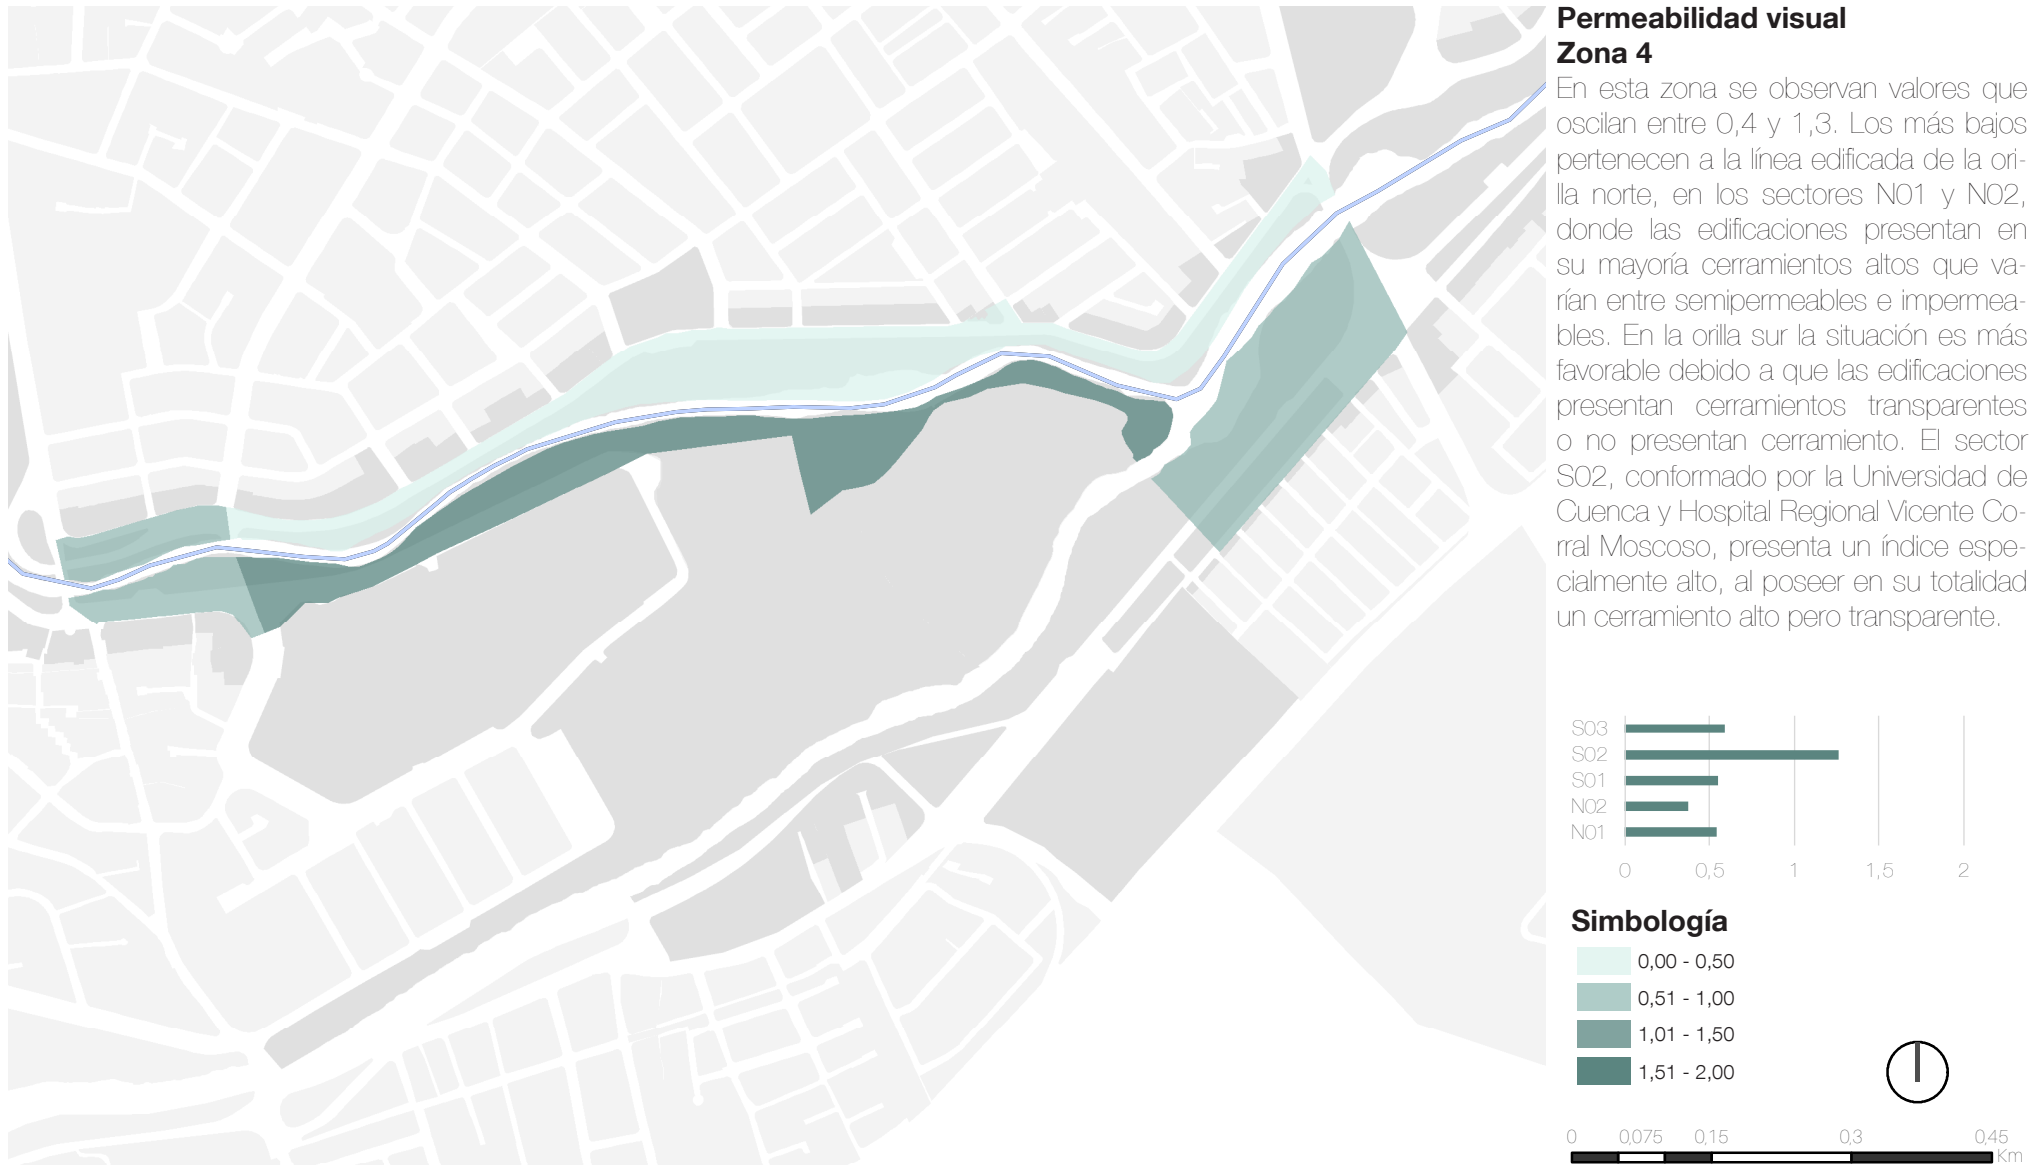 Permeabilidad visual
Zona 4
En esta zona se observan valores que
oscilan entre 0,4 y 1,3. Los más bajos
pertenecen a la línea edificada de la ori-
lla norte, en los sectores N01 y N02,
donde las edificaciones presentan en
su mayoría cerramientos altos que va-
rían entre semipermeables e impermea-
bles. En la orilla sur la situación es más
favorable debido a que las edificaciones
presentan cerramientos transparentes
o no presentan cerramiento. El sector
S02, conformado por la Universidad de
Cuenca y Hospital Regional Vicente Co-
rral Moscoso, presenta un índice espe-
cialmente alto, al poseer en su totalidad
un cerramiento alto pero transparente.
S03
S02
S01
N02
N01
0 0,5 1 1,5 2
Simbología
0,00 - 0,50
0,51 - 1,00
1,01 - 1,50
1,51 - 2,00
0 0,075 0,15 0,3 0,45
Km